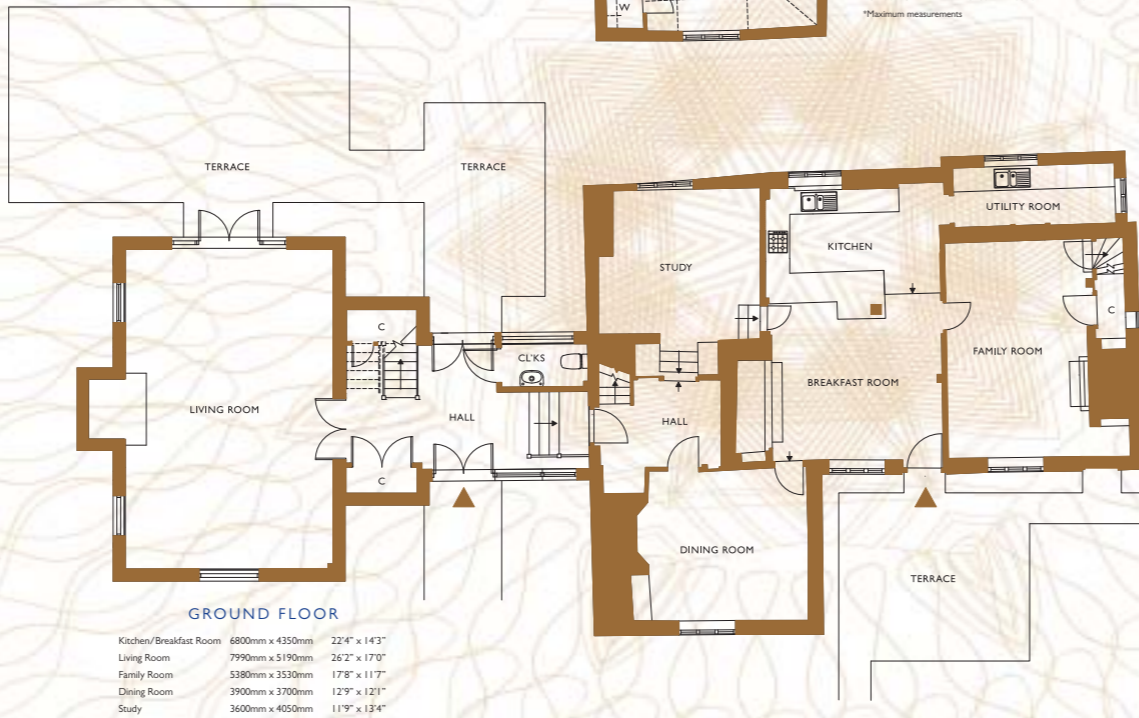 W
*Maximum measurements
TERRACE
TERRACE
UTILITY ROOM
KITCHEN
STUDY
C
C
CL'KS
FAMILY ROOM
BREAKFAST ROOM
LIVING ROOM
HALL
HALL
C
DINING ROOM
TERRACE
GROUND FLOOR
Kitchen/Breakfast Room 6800mm x 4350mm 22'4" x 14'3"
Living Room 7990mm x 5190mm 26'2" x 17'0"
Family Room 5380mm x 3530mm 17'8" x 11'7"
Dining Room 3900mm x 3700mm 12'9" x 12'1"
Study 3600mm x 4050mm 11'9" x 13'4"